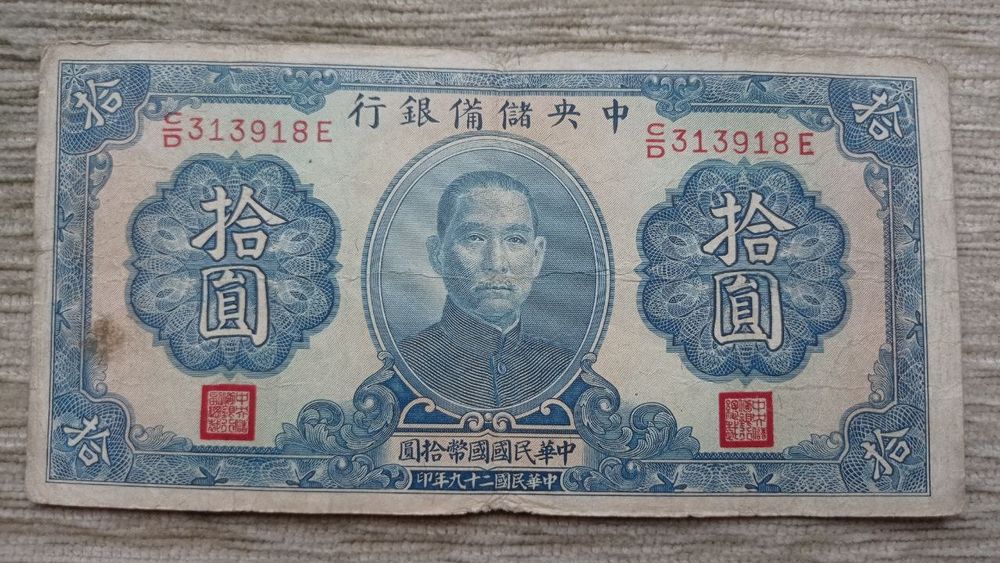 拾
拾
中央儲備銀行
C/D 313918 E
C/D 313918 E
拾圓
拾圓
中華民國國幣拾圓
中華民國二十九年印
拾
拾